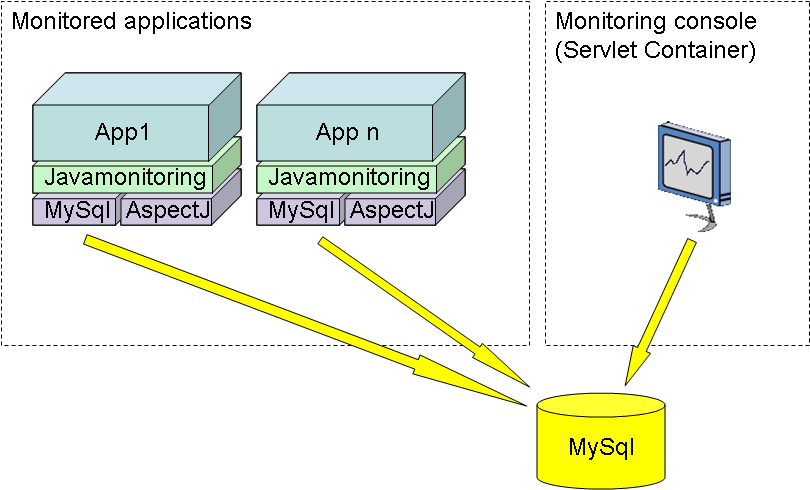 Monitored applications
Monitoring console
(Servlet Container)
App1
App n
Javamonitoring
Javamonitoring
MySql
AspectJ
MySql
AspectJ
MySql